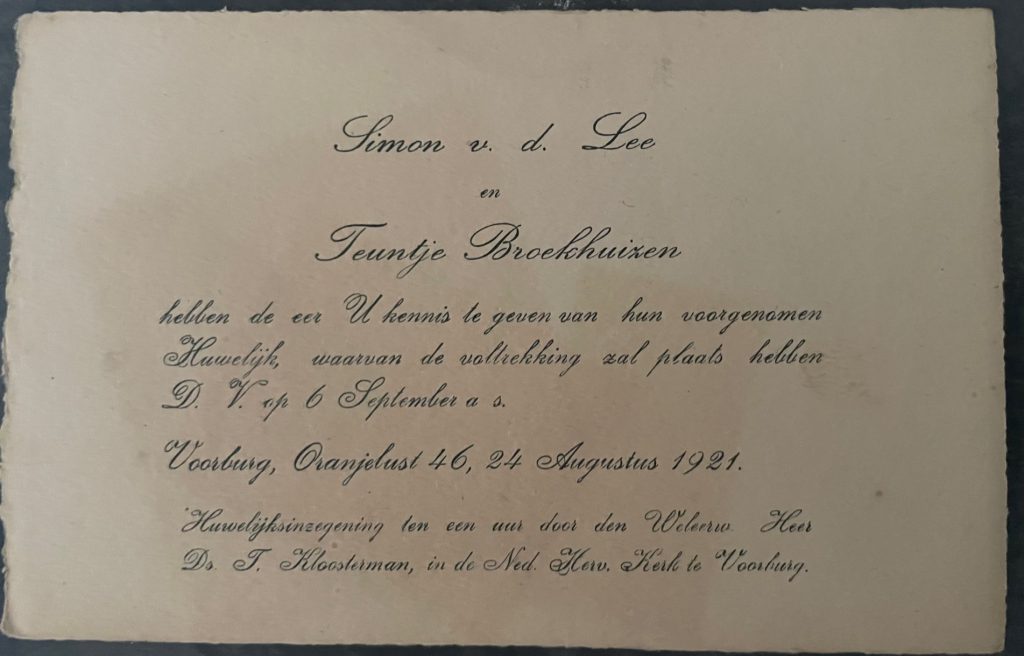 Simon v. d. Lee
en
Teuntje Broekhuizen
hebben de eer U kennis te geven van hun voorgenomen
Huwelijk, waarvan de voltrekking zal plaats hebben
D. V. op 6 September a s.
Voorburg, Oranjelust 46, 24 Augustus 1921.
Huwelijksinzegening ten een uur door den Weleerw. Heer
Ds. T. Kloosterman, in de Ned. Herv. Kerk te Voorburg.